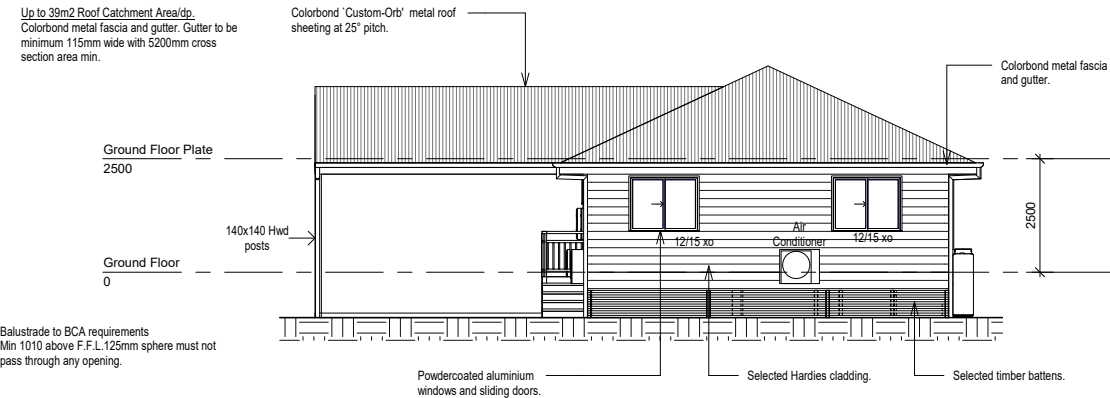 Up to 39m2 Roof Catchment Area/dp.
Colorbond metal fascia and gutter. Gutter to be
minimum 115mm wide with 5200mm cross
section area min.
Colorbond `Custom-Orb' metal roof
sheeting at 25° pitch.
Colorbond metal fascia
and gutter.
Ground Floor Plate
2500
2500
140x140 Hwd
posts
12/15 xo
Air
Conditioner
12/15 xo
Ground Floor
0
Balustrade to BCA requirements
Min 1010 above F.F.L.125mm sphere must not
pass through any opening.
Powdercoated aluminium
windows and sliding doors.
Selected Hardies cladding.
Selected timber battens.